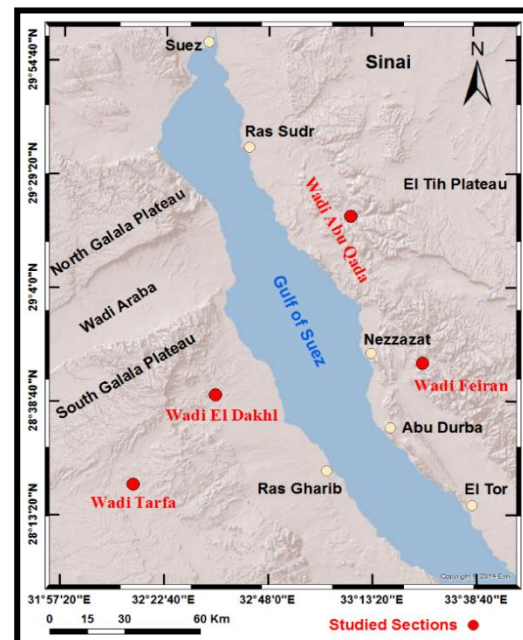 Suez
Sinai
N
Ras Sudr
El Tih Plateau
Wadi Abu Qada
North Galala Plateau
Wadi Araba
Gulf of Suez
Nezzazat
South Galala Plateau
Wadi Feiran
Wadi El Dakhl
Abu Durba
Wadi Tarfa
Ras Gharib
El Tor
29°54'40"N
29°29'20"N
29°4'0"N
28°38'40"N
28°13'20"N
Copyright © 2014 Esri
31°57'20"E
32°22'40"E
32°48'0"E
33°13'20"E
33°38'40"E
0 15 30 60 Km
Studied Sections